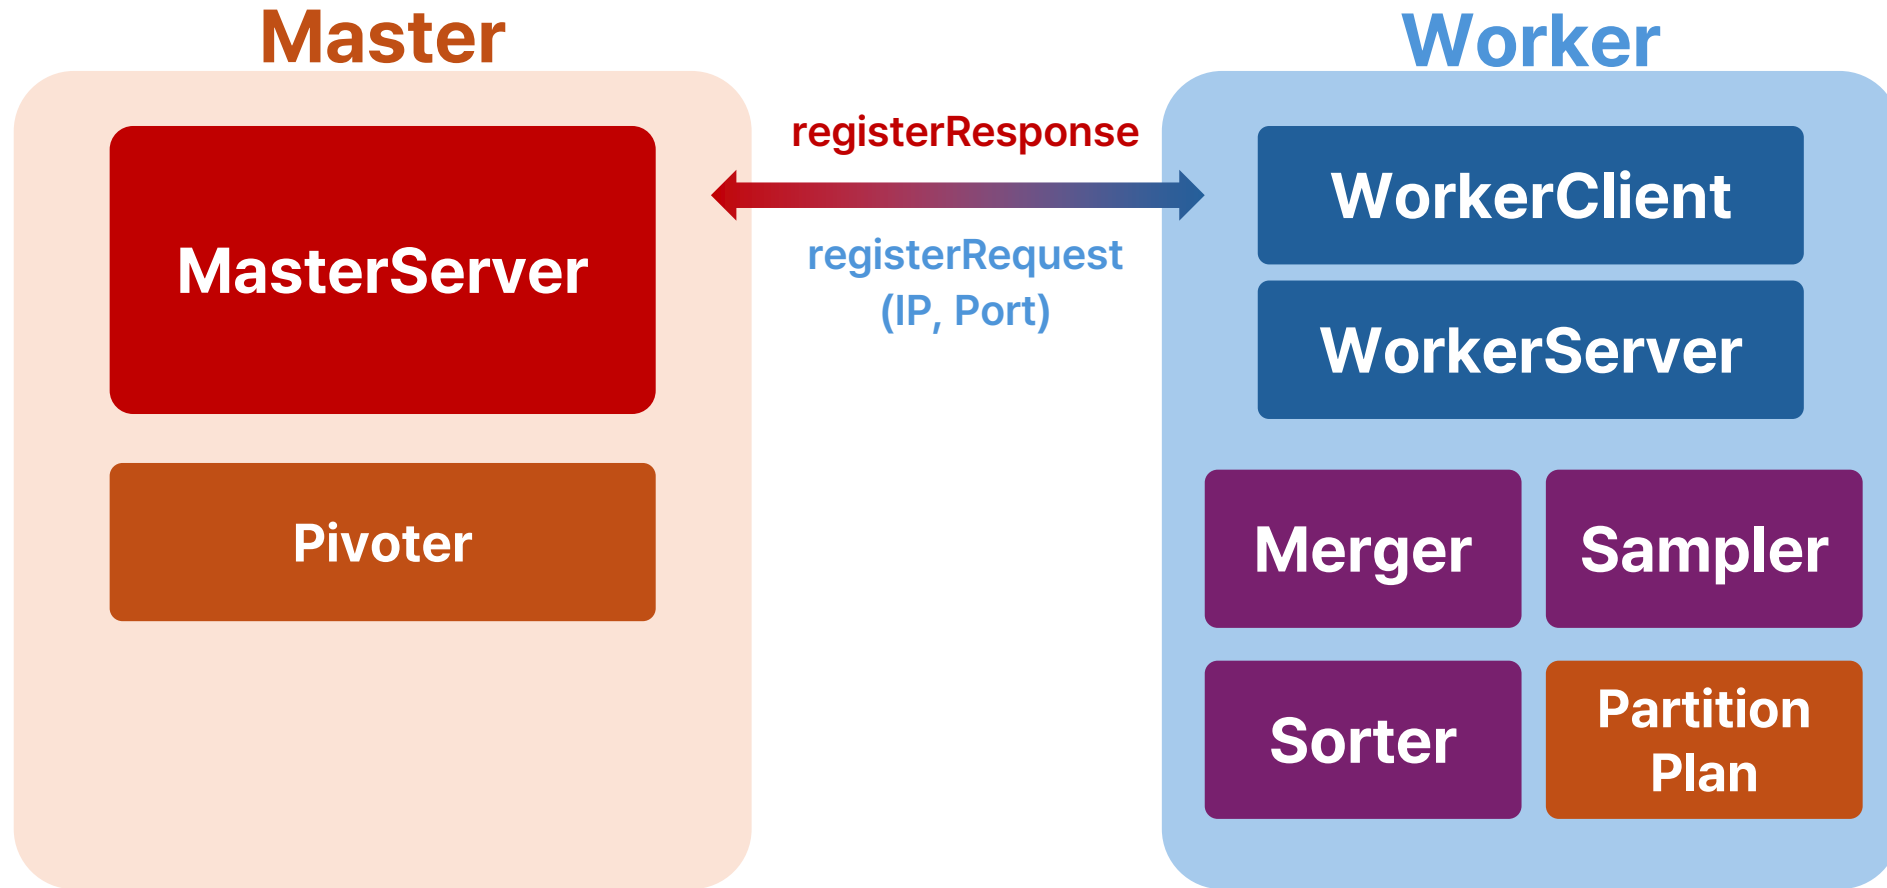 Master
Worker
registerResponse
registerRequest
(IP, Port)
MasterServer
Pivoter
WorkerClient
WorkerServer
Merger
Sampler
Sorter
Partition
Plan